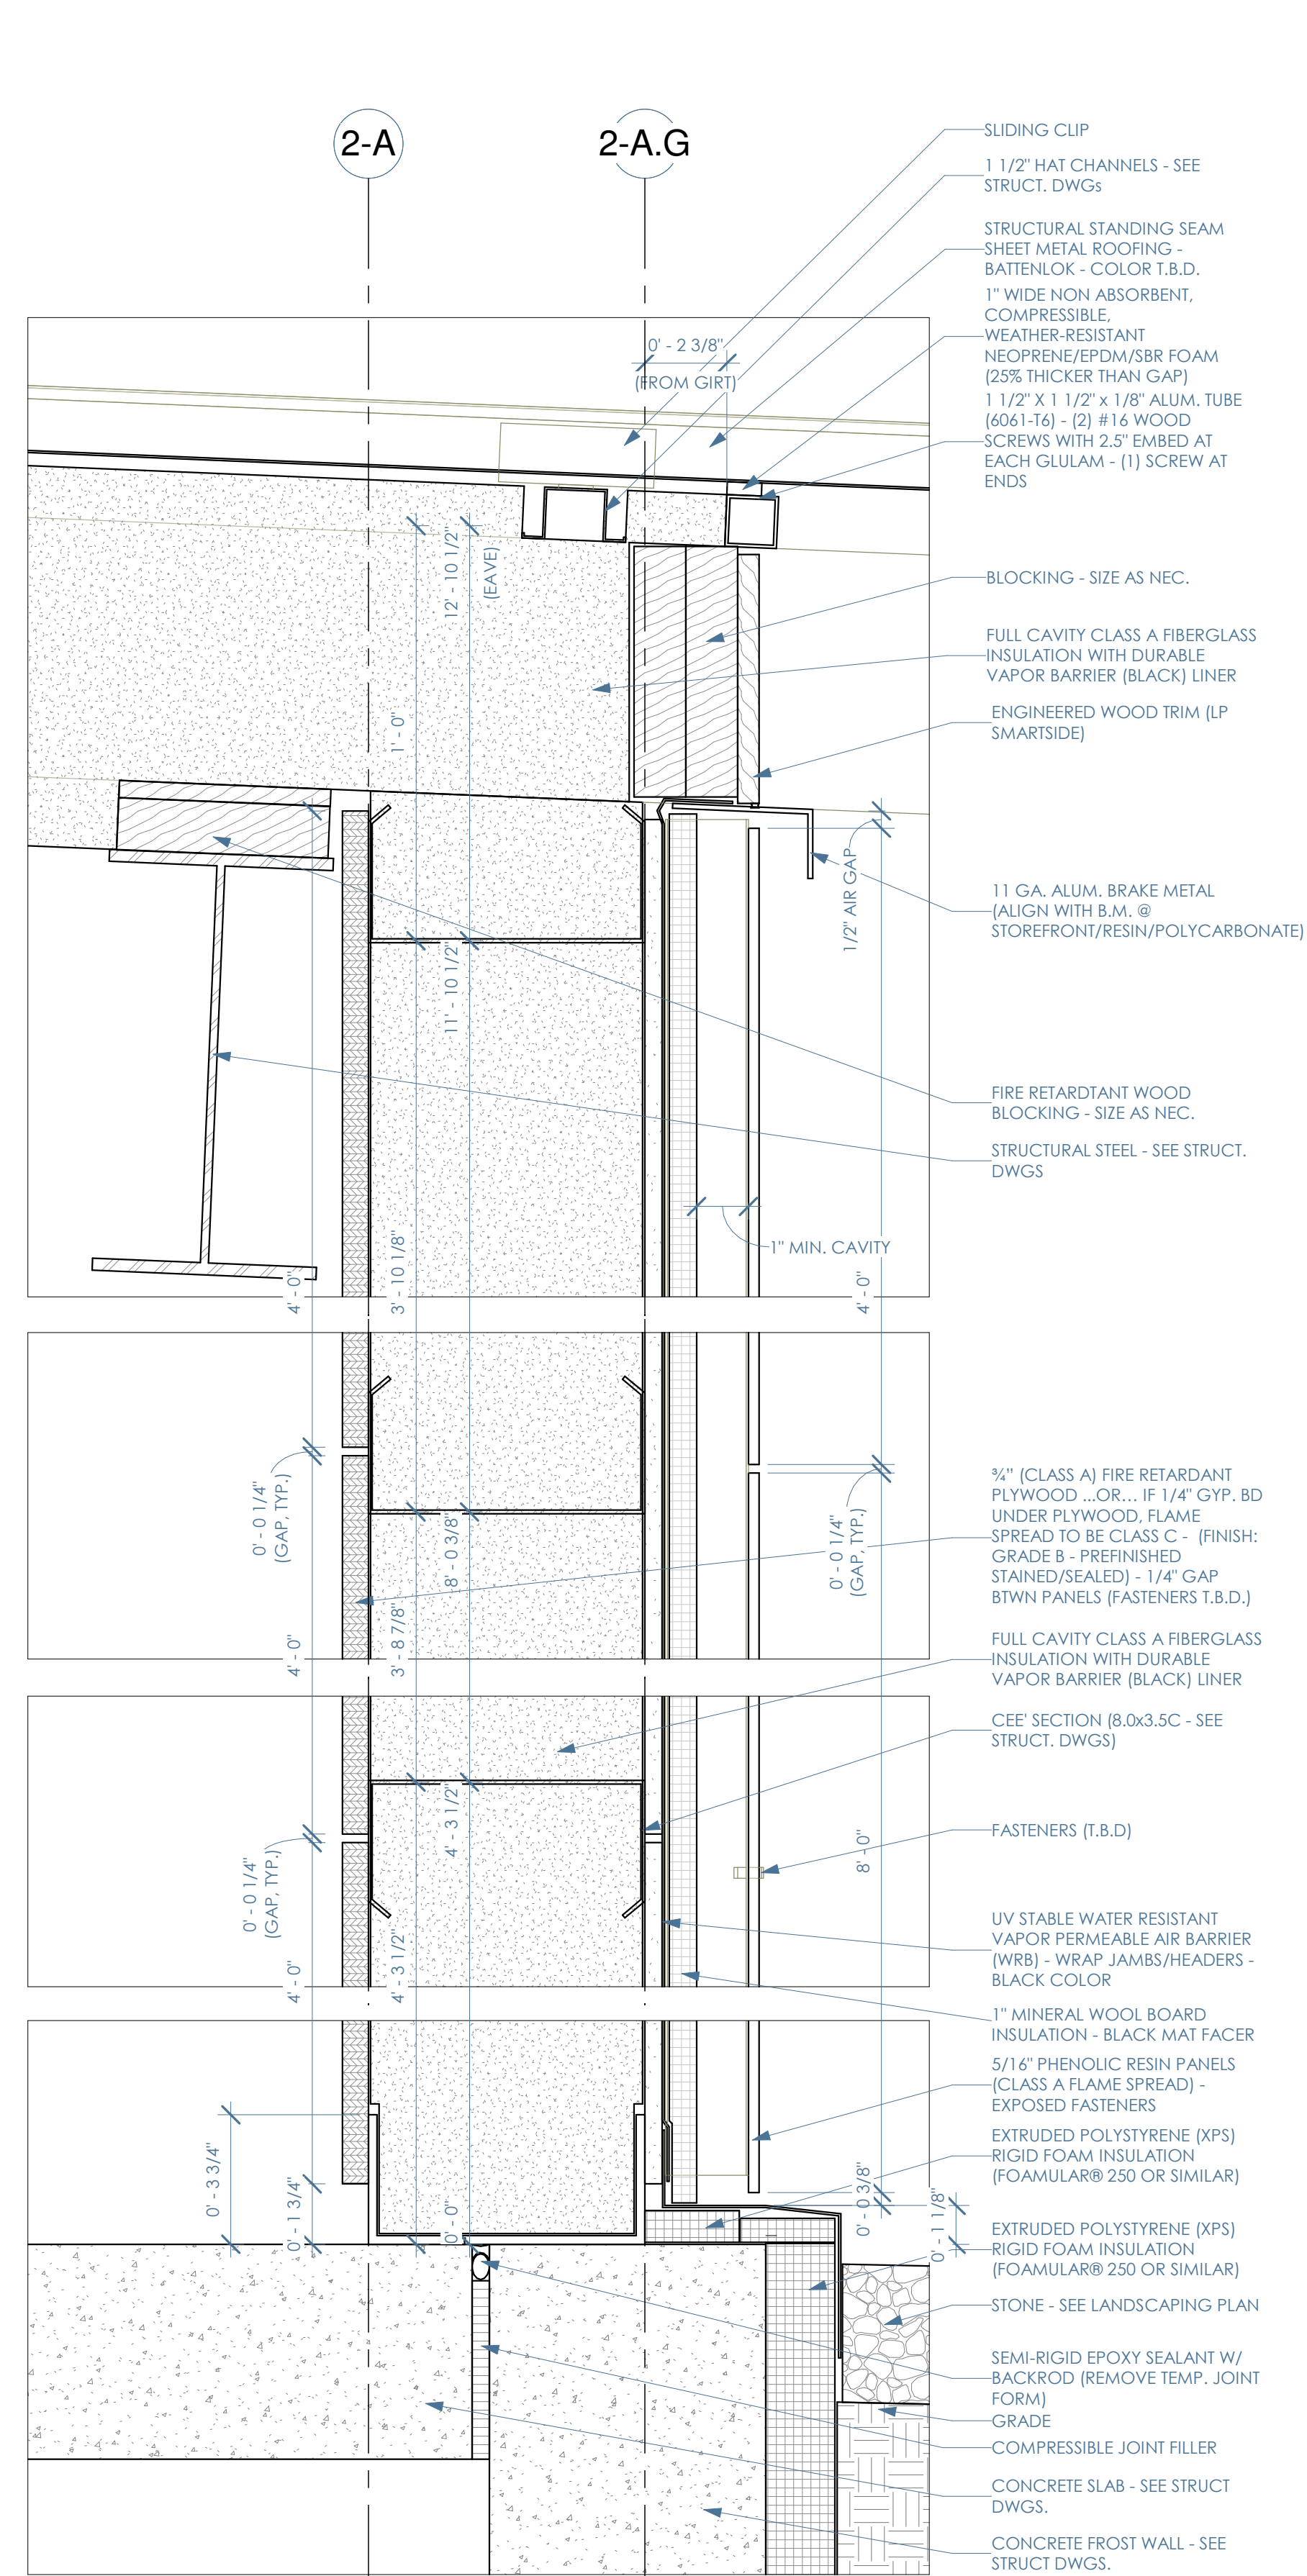 2-A
2-A.G
SLIDING CLIP
1 1/2" HAT CHANNELS - SEE
STRUCT. DWGs
STRUCTURAL STANDING SEAM
SHEET METAL ROOFING -
BATTENLOK - COLOR T.B.D.
1" WIDE NON ABSORBENT,
COMPRESSIBLE,
WEATHER-RESISTANT
NEOPRENE/EPDM/SBR FOAM
(25% THICKER THAN GAP)
1 1/2" X 1 1/2" x 1/8" ALUM. TUBE
(6061-T6) - (2) #16 WOOD
SCREWS WITH 2.5" EMBED AT
EACH GLULAM - (1) SCREW AT
ENDS
0' - 2 3/8"
(FROM GIRT)
12' - 10 1/2"
(EAVE)
BLOCKING - SIZE AS NEC.
FULL CAVITY CLASS A FIBERGLASS
INSULATION WITH DURABLE
VAPOR BARRIER (BLACK) LINER
ENGINEERED WOOD TRIM (LP
SMARTSIDE)
1' - 0"
1/2" AIR GAP
11 GA. ALUM. BRAKE METAL
(ALIGN WITH B.M. @
STOREFRONT/RESIN/POLYCARBONATE)
11' - 10 1/2"
FIRE RETARDTANT WOOD
BLOCKING - SIZE AS NEC.
STRUCTURAL STEEL - SEE STRUCT.
DWGS
1" MIN. CAVITY
4' - 0"
3' - 10 1/8"
4' - 0"
0' - 0 1/4"
(GAP, TYP.)
8' - 0 3/8"
0' - 0 1/4"
(GAP, TYP.)
¾” (CLASS A) FIRE RETARDANT
PLYWOOD ...OR... IF 1/4" GYP. BD
UNDER PLYWOOD, FLAME
SPREAD TO BE CLASS C - (FINISH:
GRADE B - PREFINISHED
STAINED/SEALED) - 1/4" GAP
BTWN PANELS (FASTENERS T.B.D.)
4' - 0"
3' - 8 7/8"
FULL CAVITY CLASS A FIBERGLASS
INSULATION WITH DURABLE
VAPOR BARRIER (BLACK) LINER
CEE' SECTION (8.0x3.5C - SEE
STRUCT. DWGS)
4' - 3 1/2"
0' - 0 1/4"
(GAP, TYP.)
8' - 0"
FASTENERS (T.B.D)
4' - 0"
4' - 3 1/2"
UV STABLE WATER RESISTANT
VAPOR PERMEABLE AIR BARRIER
(WRB) - WRAP JAMBS/HEADERS -
BLACK COLOR
1" MINERAL WOOL BOARD
INSULATION - BLACK MAT FACER
5/16" PHENOLIC RESIN PANELS
(CLASS A FLAME SPREAD) -
EXPOSED FASTENERS
EXTRUDED POLYSTYRENE (XPS)
RIGID FOAM INSULATION
(FOAMULAR® 250 OR SIMILAR)
0' - 3 3/4"
0' - 1 3/4"
0' - 0"
0' - 0 3/8"
0' - 1 1/8"
EXTRUDED POLYSTYRENE (XPS)
RIGID FOAM INSULATION
(FOAMULAR® 250 OR SIMILAR)
STONE - SEE LANDSCAPING PLAN
SEMI-RIGID EPOXY SEALANT W/
BACKROD (REMOVE TEMP. JOINT
FORM)
GRADE
COMPRESSIBLE JOINT FILLER
CONCRETE SLAB - SEE STRUCT
DWGS.
CONCRETE FROST WALL - SEE
STRUCT DWGS.